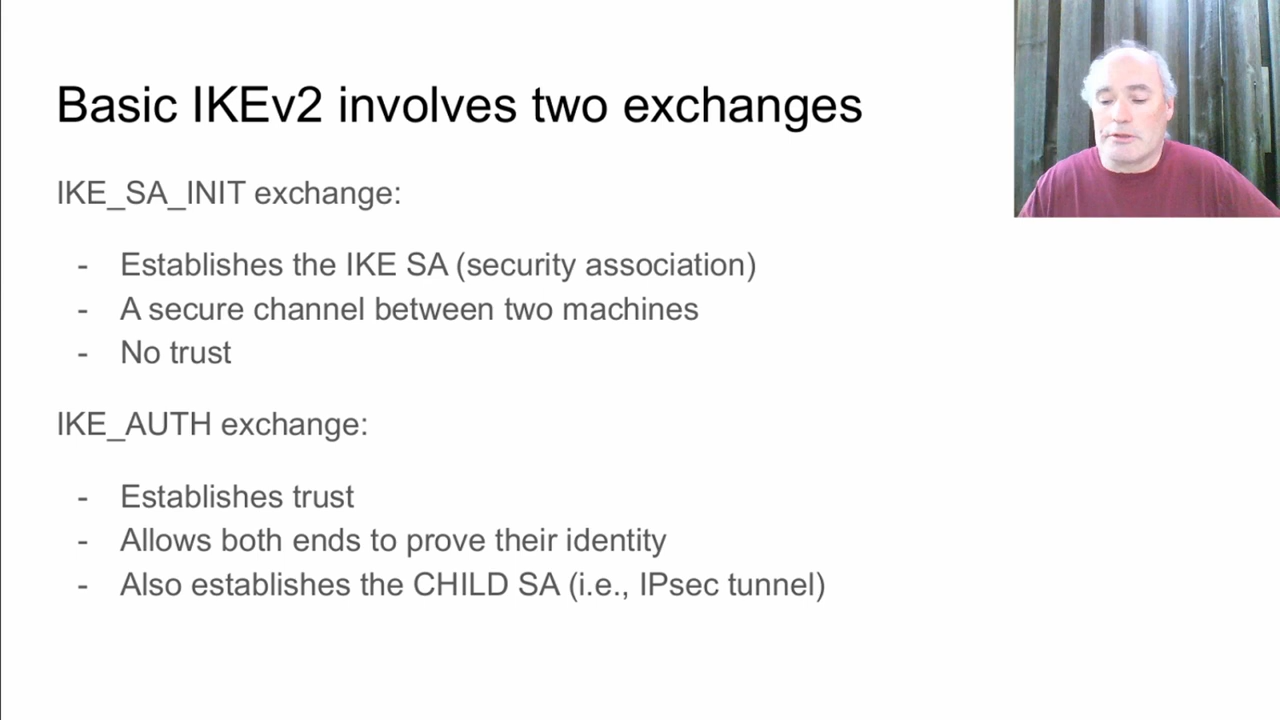 Basic IKEv2 involves two exchanges
IKE_SA_INIT exchange:
- Establishes the IKE SA (security association)
- A secure channel between two machines
- No trust
IKE_AUTH exchange:
- Establishes trust
- Allows both ends to prove their identity
- Also establishes the CHILD SA (i.e., IPsec tunnel)